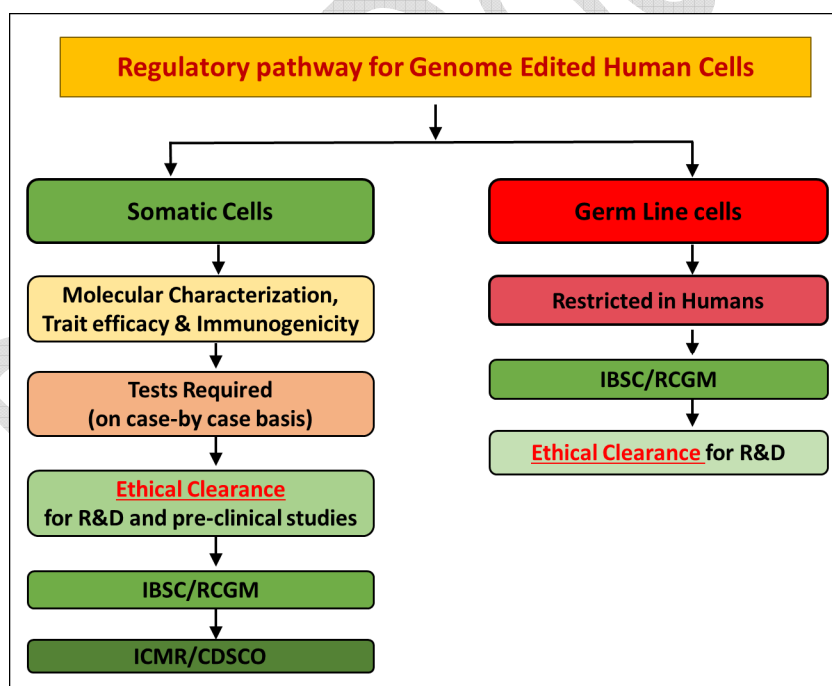 Regulatory pathway for Genome Edited Human Cells
Somatic Cells
Molecular Characterization,
Trait efficacy & Immunogenicity
Tests Required
(on case-by case basis)
Ethical Clearance
for R&D and pre-clinical studies
IBSC/RCGM
ICMR/CDSCO
Germ Line cells
Restricted in Humans
IBSC/RCGM
Ethical Clearance for R&D